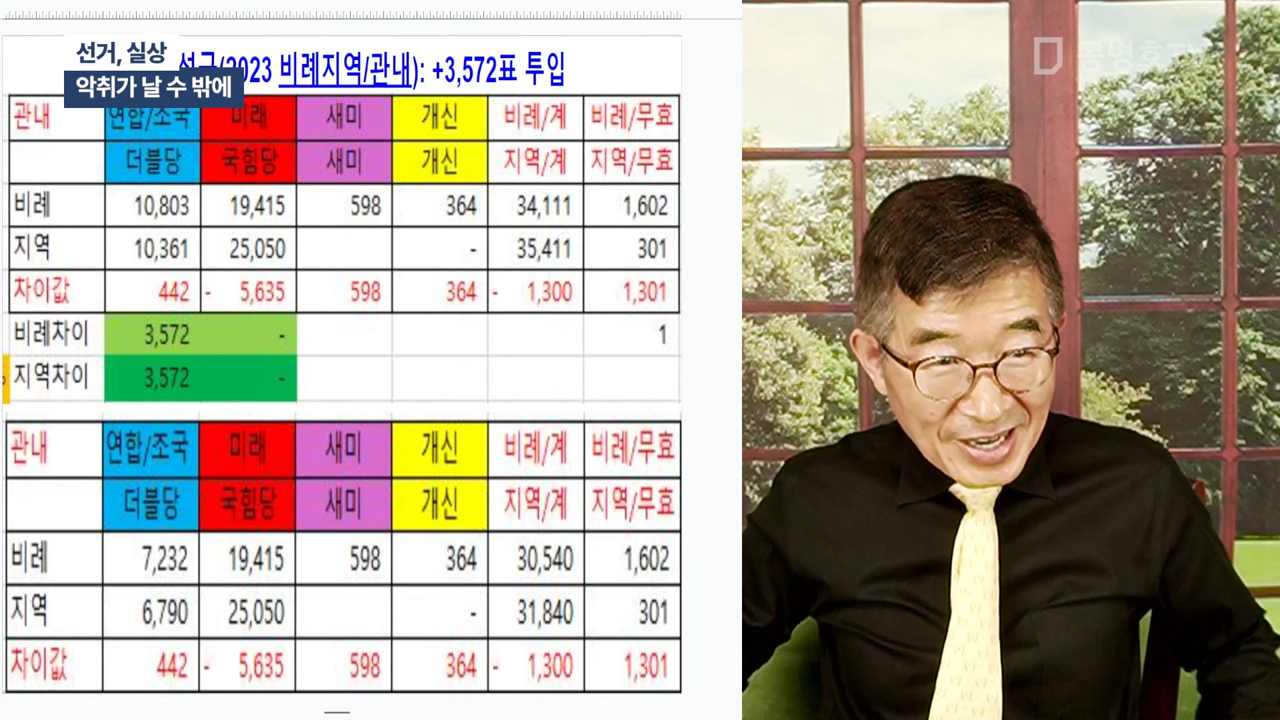 선거, 실상
악취가 날 수 밖에
비례지역/관내): +3,572표 투입
관내 연합/조국 미래 새미 개신 비례/계 비례/무효
더블당 국힘당 새미 개신 지역/계 지역/무효
비례 10,803 19,415 598 364 34,111 1,602
지역 10,361 25,050 - 35,411 301
차이값 442 - 5,635 598 364 - 1,300 1,301
비례차이 3,572 - 1
지역차이 3,572 -
관내 연합/조국 미래 새미 개신 비례/계 비례/무효
더블당 국힘당 새미 개신 지역/계 지역/무효
비례 7,232 19,415 598 364 30,540 1,602
지역 6,790 25,050 - 31,840 301
차이값 442 - 5,635 598 364 - 1,300 1,301